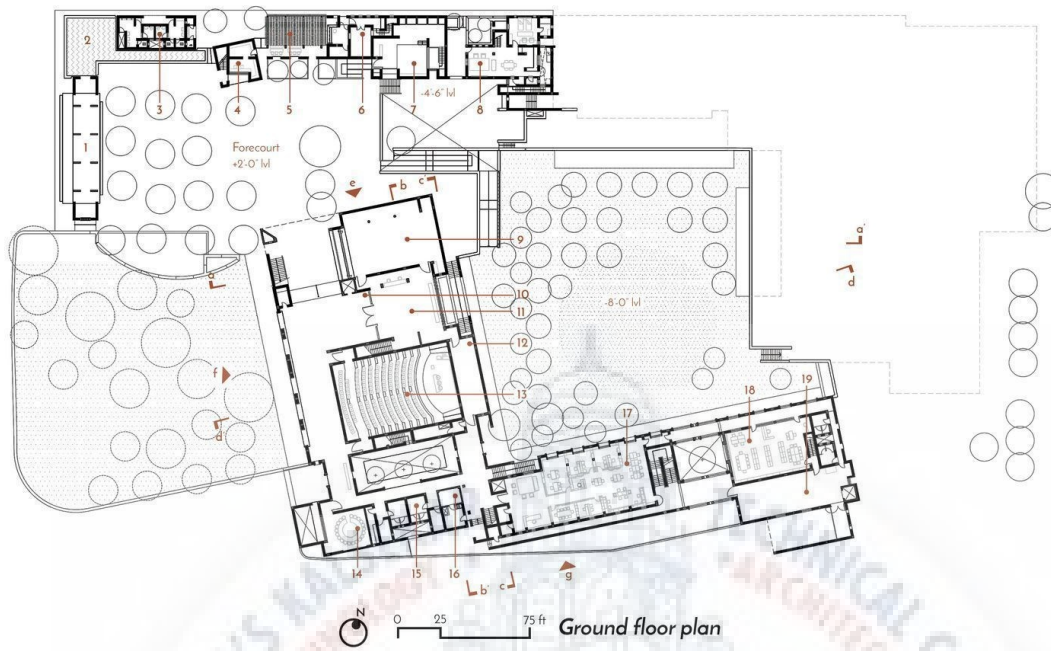 2
3
4
5
6
7
8
-4'-6" lvl
1
Forecourt
+2'-0" lvl
e
b
c'
9
a'
d
-8'-0" lvl
a
10
11
12
f
d
13
17
18
19
14
15
16
b'
c
g
N
0 25 75 ft
Ground floor plan